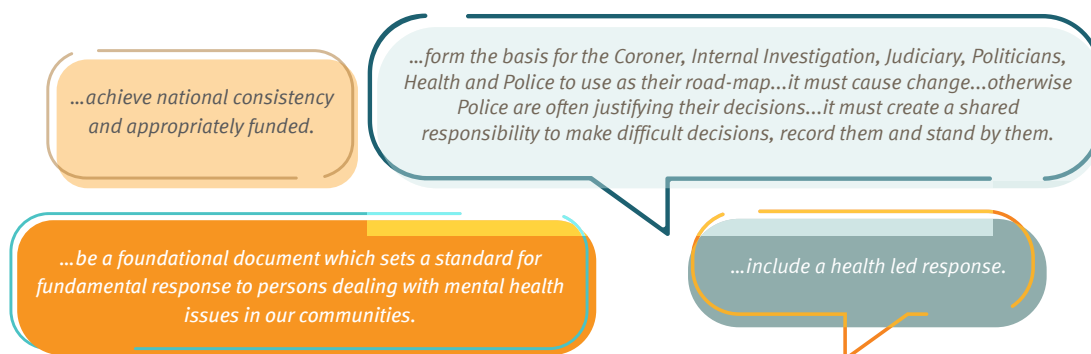 ...achieve national consistency
and appropriately funded.
...form the basis for the Coroner, Internal Investigation, Judiciary, Politicians,
Health and Police to use as their road-map...it must cause change...otherwise
Police are often justifying their decisions...it must create a shared
responsibility to make difficult decisions, record them and stand by them.
...be a foundational document which sets a standard for
fundamental response to persons dealing with mental health
issues in our communities.
...include a health led response.